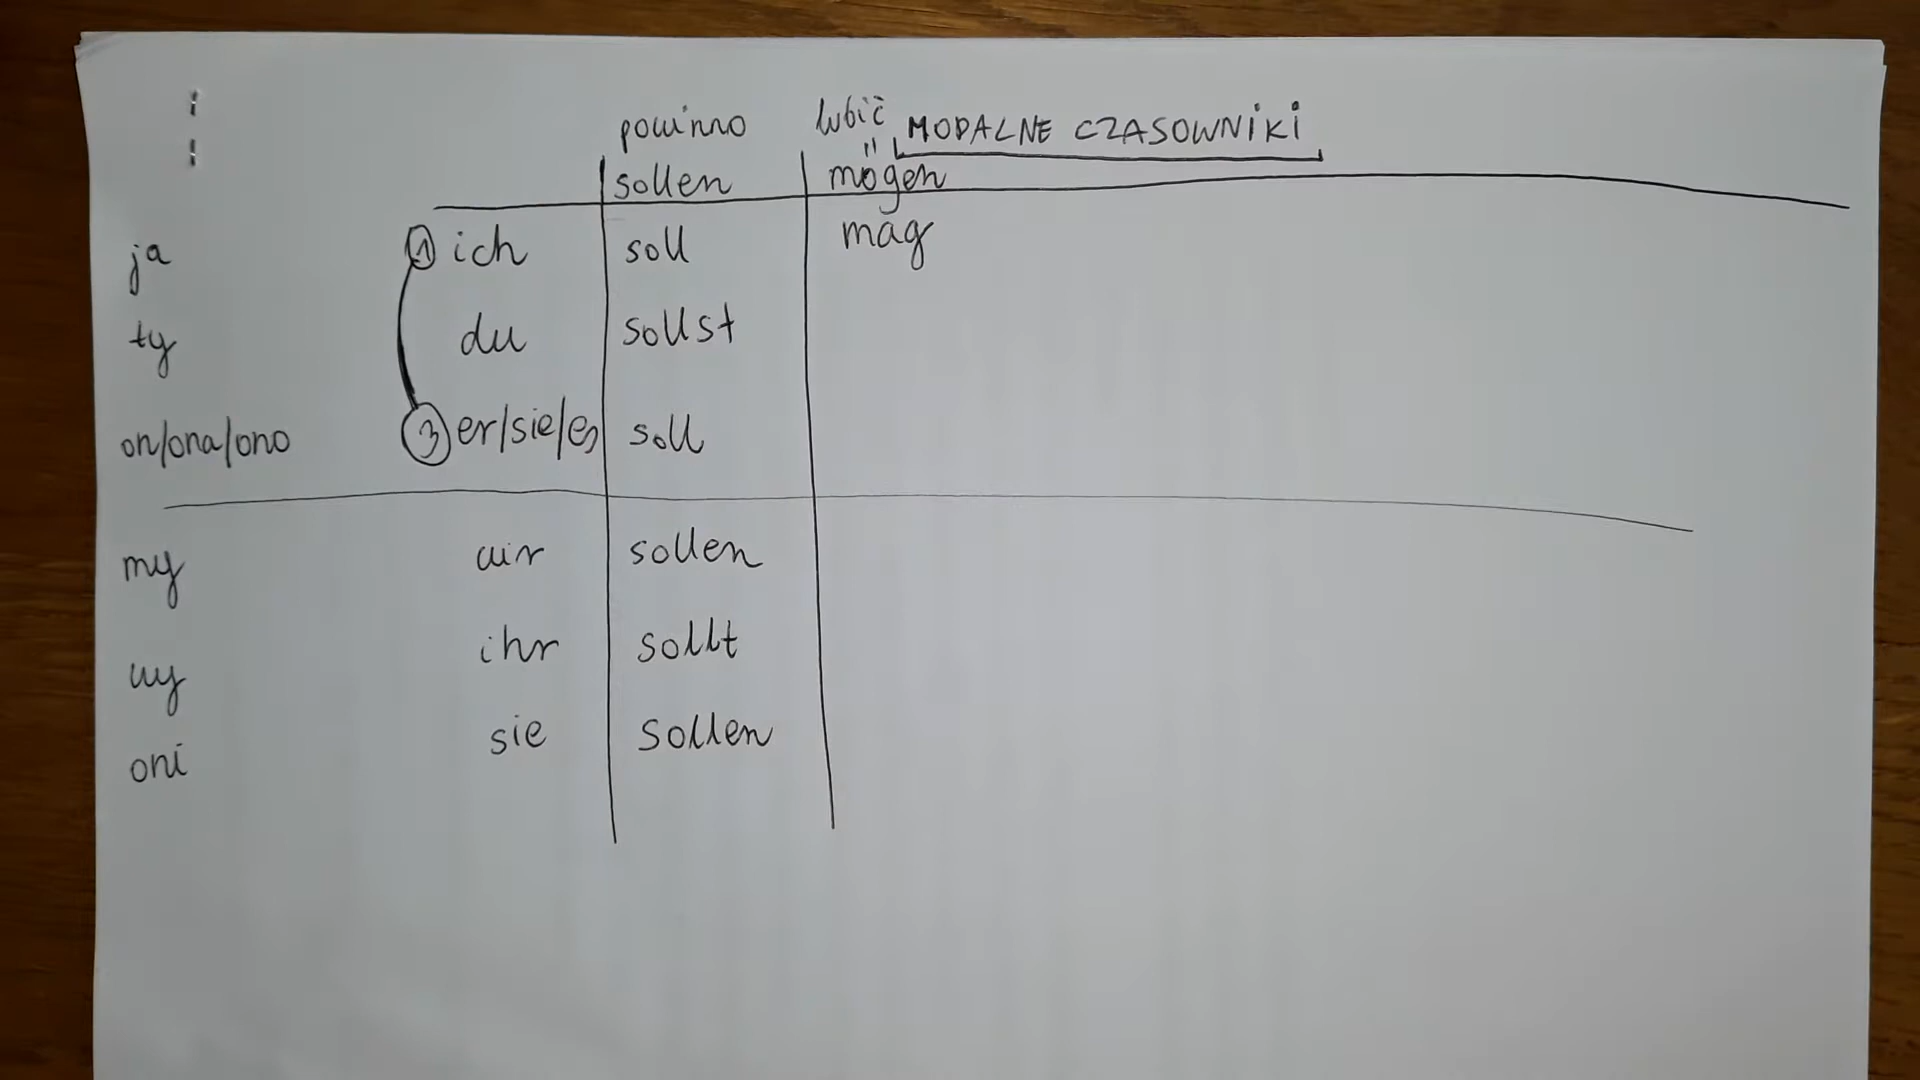 MODALNE CZASOWNIKI
powinno lubić
sollen mögen
ja 1 ich soll mag
ty du sollst
on/ona/ono 3 er/sie/es soll
my wir sollen
wy ihr sollt
oni sie sollen